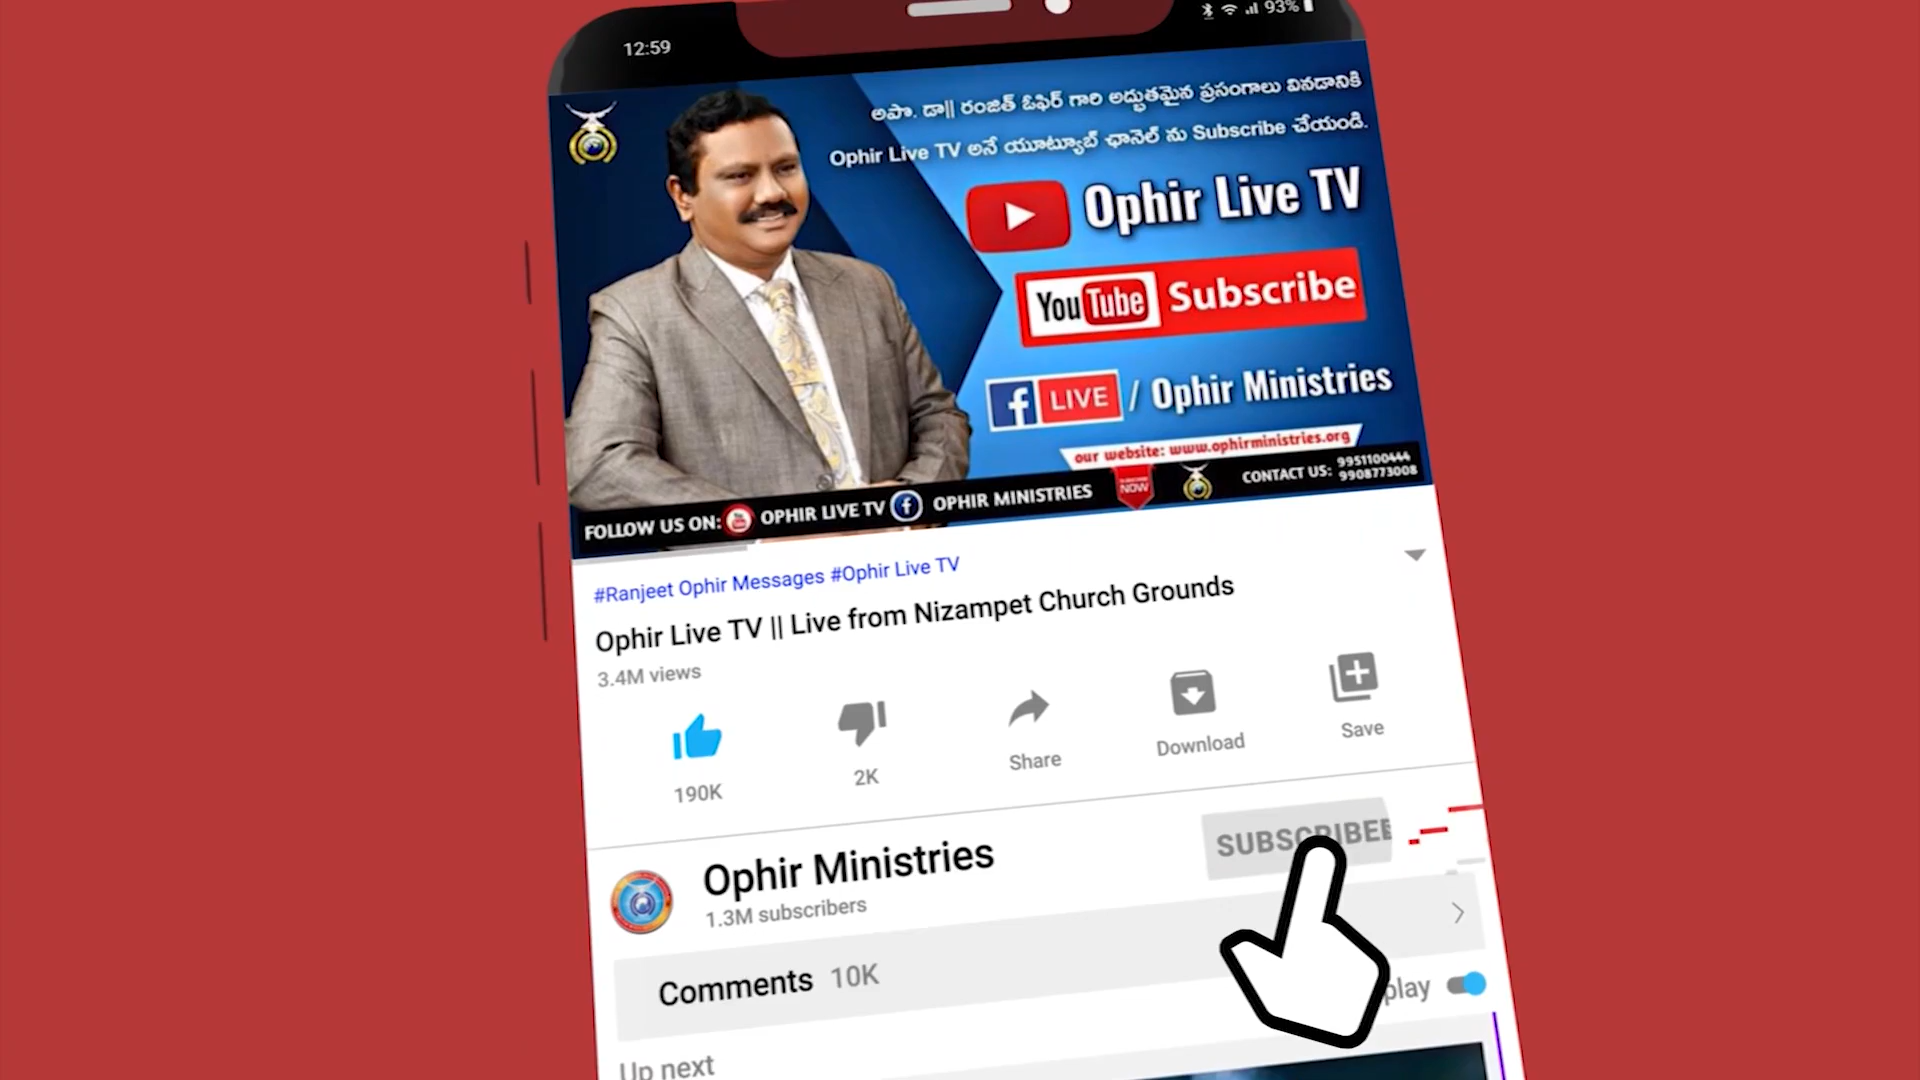 12:59
93%
అపొ. డా|| రంజిత్ ఓఫిర్ గారి అద్భుతమైన ప్రసంగాలు వినడానికి
Ophir Live TV అనే యూట్యూబ్ ఛానెల్ ను Subscribe చేయండి.
Ophir Live TV
YouTube Subscribe
f LIVE / Ophir Ministries
our website: www.ophirministries.org
FOLLOW US ON: OPHIR LIVE TV f OPHIR MINISTRIES NOW CONTACT US: 9951100444
9908773008
#Ranjeet Ophir Messages #Ophir Live TV
Ophir Live TV || Live from Nizampet Church Grounds
3.4M views
190K
2K
Share
Download
Save
Ophir Ministries
1.3M subscribers
Comments 10K
Up next